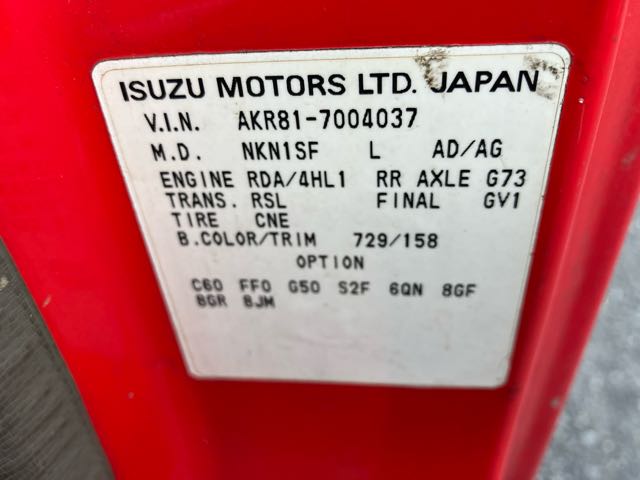 ISUZU MOTORS LTD. JAPAN
V.I.N. AKR81-7004037
M.D. NKN1SF L AD/AG
ENGINE RDA/4HL1 RR AXLE G73
TRANS. RSL FINAL GV1
TIRE CNE
B.COLOR/TRIM 729/158
OPTION
C60 FF0 G50 S2F 6QN 8GF
8GR 8JM